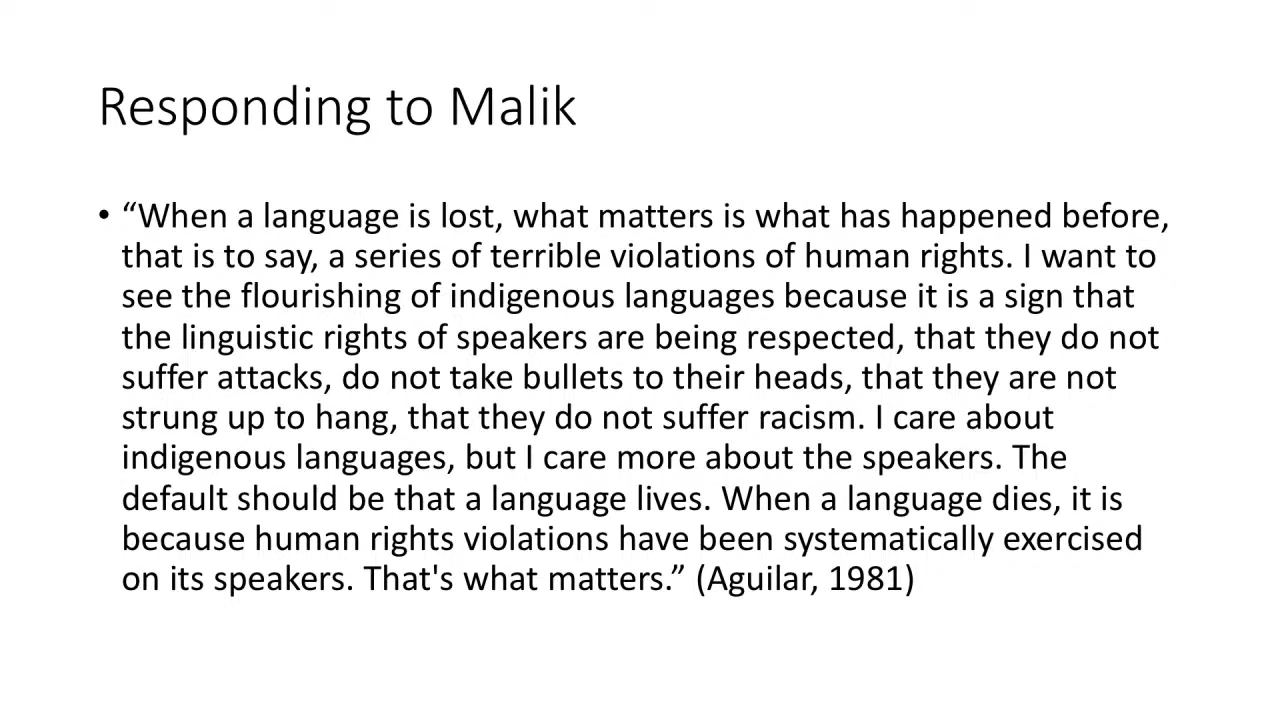 Responding to Malik
• “When a language is lost, what matters is what has happened before,
that is to say, a series of terrible violations of human rights. I want to
see the flourishing of indigenous languages because it is a sign that
the linguistic rights of speakers are being respected, that they do not
suffer attacks, do not take bullets to their heads, that they are not
strung up to hang, that they do not suffer racism. I care about
indigenous languages, but I care more about the speakers. The
default should be that a language lives. When a language dies, it is
because human rights violations have been systematically exercised
on its speakers. That's what matters.” (Aguilar, 1981)